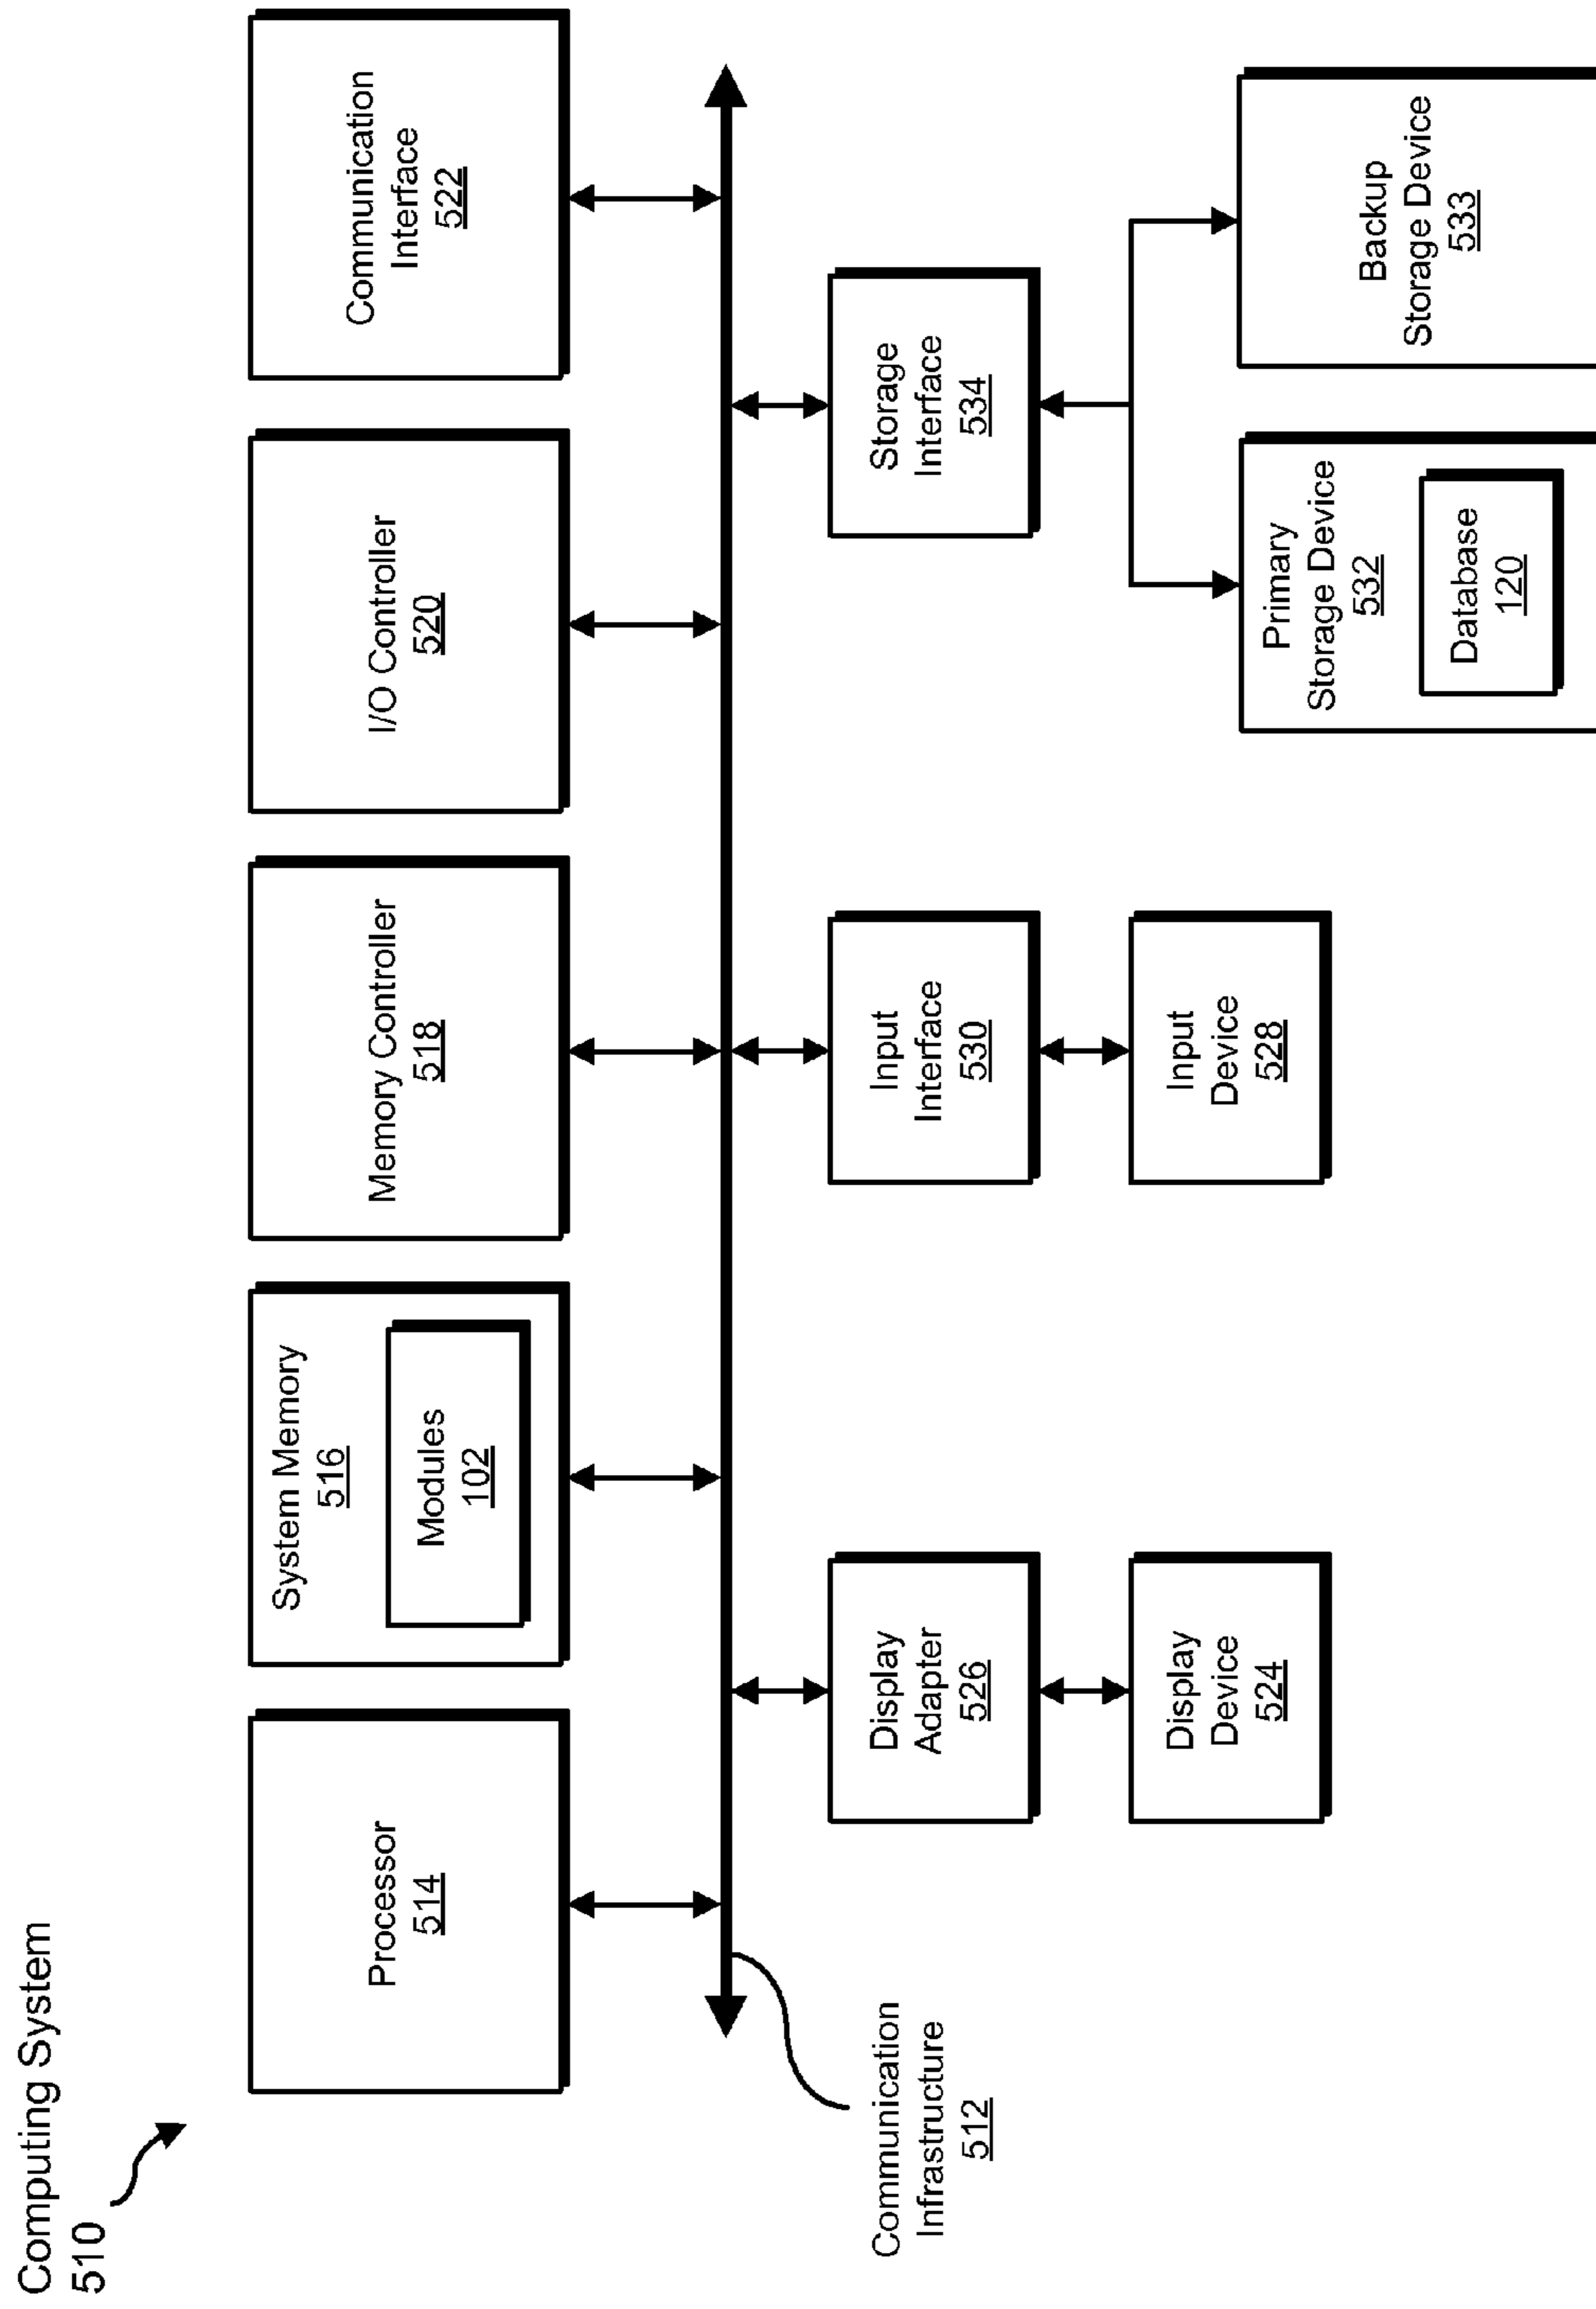 Computing System
510
Processor
514
System Memory
516
Modules
102
Memory Controller
518
I/O Controller
520
Communication
Interface
522
Communication
Infrastructure
512
Display
Adapter
526
Input
Interface
530
Storage
Interface
534
Display
Device
524
Input
Device
528
Primary
Storage Device
532
Database
120
Backup
Storage Device
533